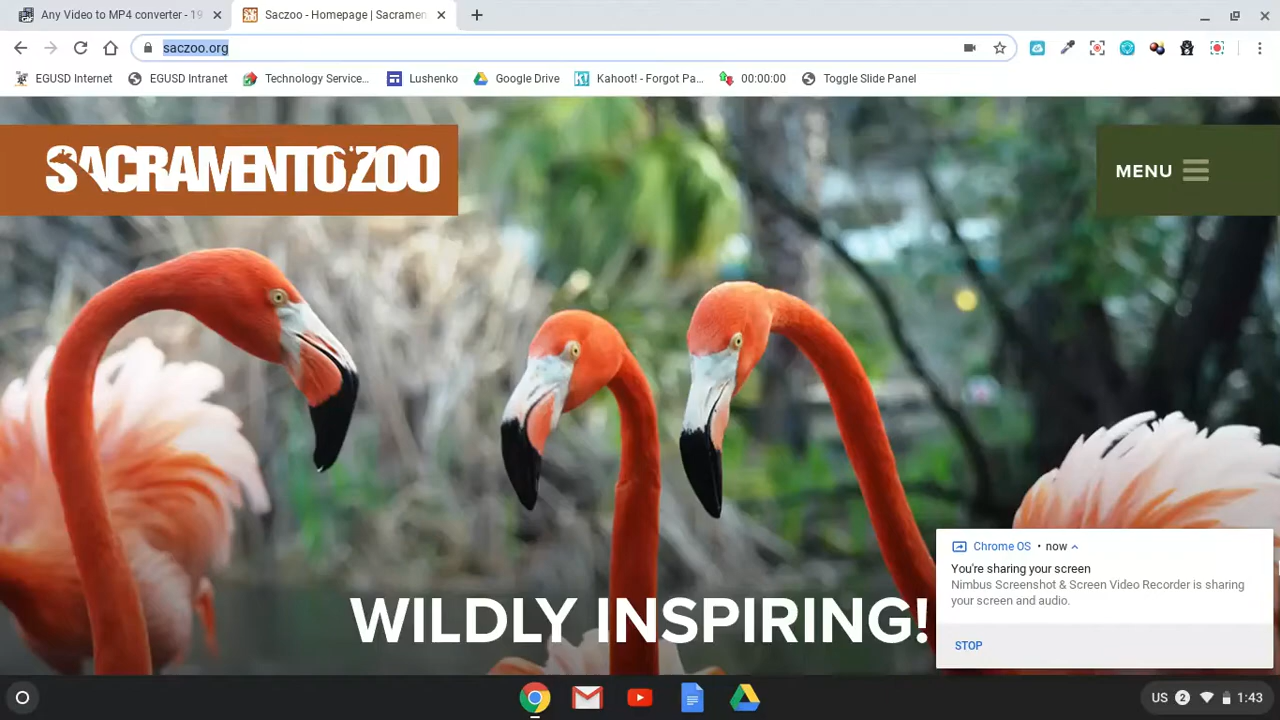 Any Video to MP4 converter - 19
Saczoo - Homepage | Sacramen
saczoo.org
EGUSD Internet
EGUSD Intranet
Technology Service...
Lushenko
Google Drive
Kahoot! - Forgot Pa...
00:00:00
Toggle Slide Panel
SACRAMENTO ZOO
MENU
Chrome OS • now
You're sharing your screen
Nimbus Screenshot & Screen Video Recorder is sharing
your screen and audio.
STOP
WILDLY INSPIRING!
US 2 1:43